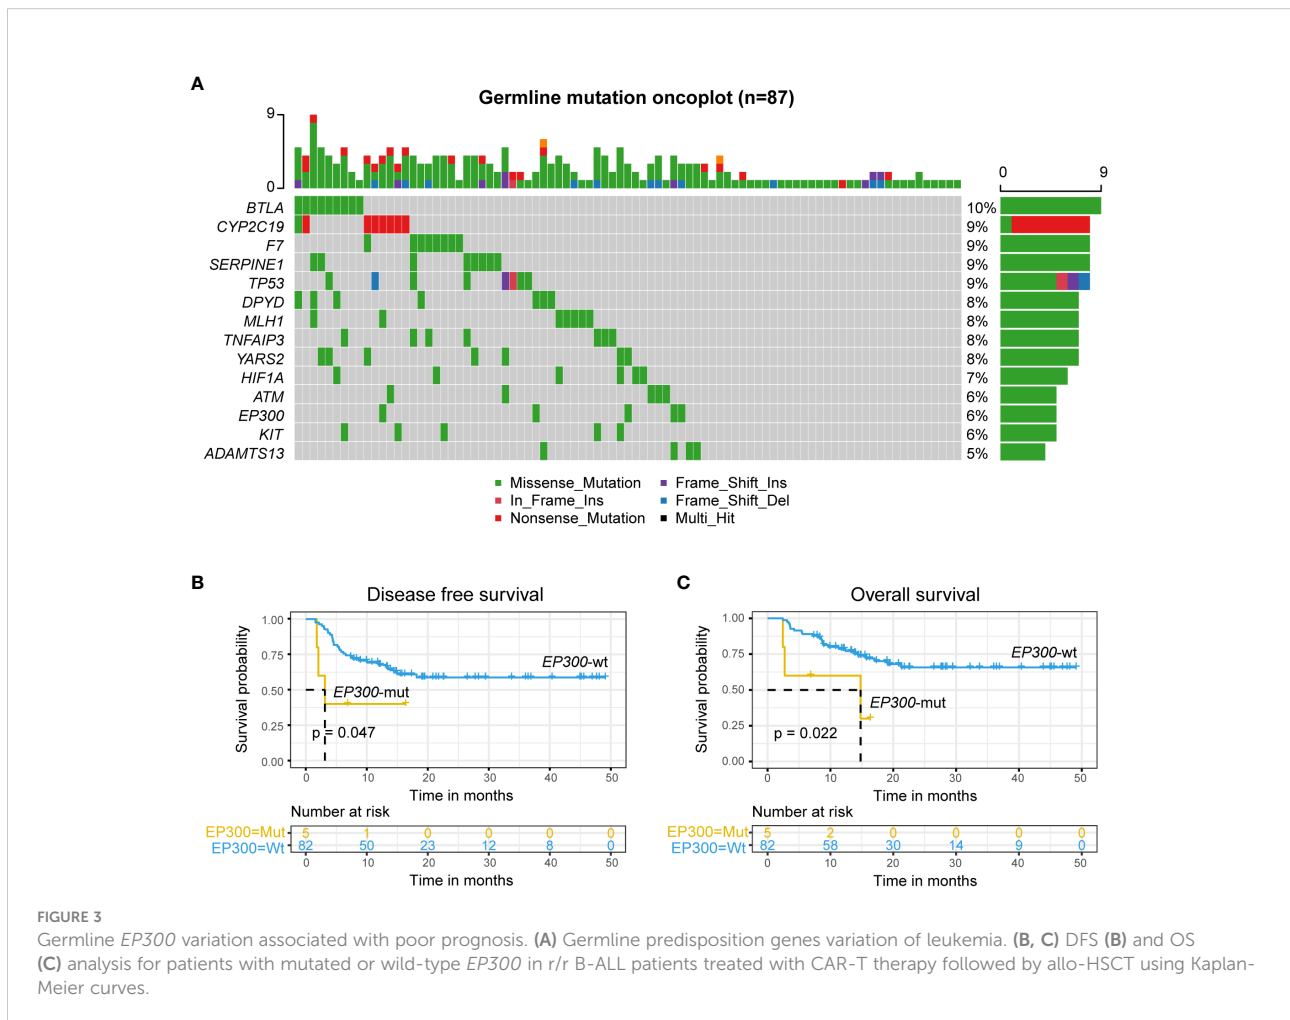 A
Germline mutation oncoplot (n=87)
9
0
0 9
BTLA 10%
CYP2C19 9%
F7 9%
SERPINE1 9%
TP53 9%
DPYD 8%
MLH1 8%
TNFAIP3 8%
YARS2 8%
HIF1A 7%
ATM 6%
EP300 6%
KIT 6%
ADAMTS13 5%
Missense_Mutation Frame_Shift_Ins
In_Frame_Ins Frame_Shift_Del
Nonsense_Mutation Multi_Hit
B
Disease free survival
Survival probability
1.00
0.75
0.50
0.25
0.00
EP300-wt
EP300-mut
p = 0.047
0 10 20 30 40 50
Time in months
Number at risk
EP300=Mut 5 1 0 0 0 0
EP300=Wt 82 50 23 12 8 0
0 10 20 30 40 50
Time in months
C
Overall survival
Survival probability
1.00
0.75
0.50
0.25
0.00
EP300-wt
EP300-mut
p = 0.022
0 10 20 30 40 50
Time in months
Number at risk
EP300=Mut 5 2 0 0 0 0
EP300=Wt 82 58 30 14 9 0
0 10 20 30 40 50
Time in months
FIGURE 3
Germline EP300 variation associated with poor prognosis. (A) Germline predisposition genes variation of leukemia. (B, C) DFS (B) and OS
(C) analysis for patients with mutated or wild-type EP300 in r/r B-ALL patients treated with CAR-T therapy followed by allo-HSCT using Kaplan-
Meier curves.